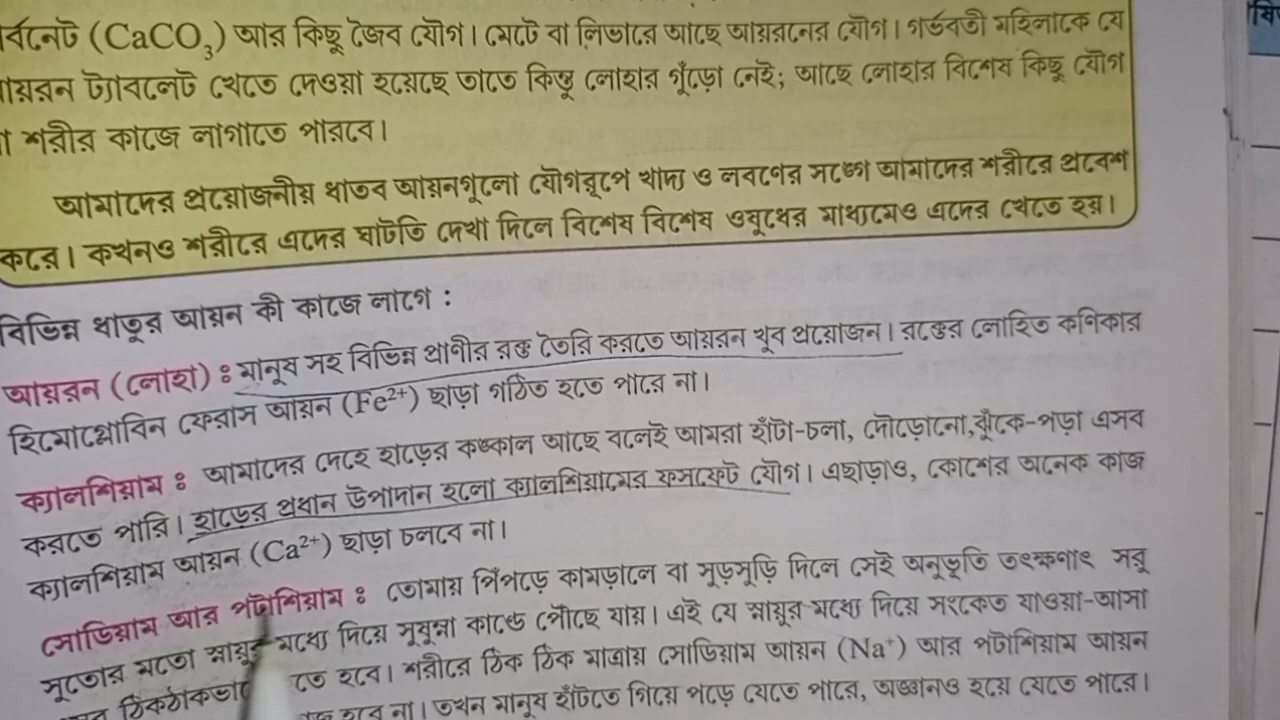 র্বনেট (CaCO₃) আর কিছু জৈব যৌগ। মেটে বা লিভারে আছে আয়রনের যৌগ। গর্ভবতী মহিলাকে যে
ায়রন ট্যাবলেট খেতে দেওয়া হয়েছে তাতে কিন্তু লোহার গুঁড়ো নেই; আছে লোহার বিশেষ কিছু যৌগ
া শরীর কাজে লাগাতে পারবে।
আমাদের প্রয়োজনীয় ধাতব আয়নগুলো যৌগরূপে খাদ্য ও লবণের সঙ্গে আমাদের শরীরে প্রবেশ
করে। কখনও শরীরে এদের ঘাটতি দেখা দিলে বিশেষ বিশেষ ওষুধের মাধ্যমেও এদের খেতে হয়।
বিভিন্ন ধাতুর আয়ন কী কাজে লাগে :
আয়রন (লোহা) : মানুষ সহ বিভিন্ন প্রাণীর রক্ত তৈরি করতে আয়রন খুব প্রয়োজন। রক্তের লোহিত কণিকার
হিমোগ্লোবিন ফেরাস আয়ন (Fe²⁺) ছাড়া গঠিত হতে পারে না।
ক্যালশিয়াম : আমাদের দেহে হাড়ের কঙ্কাল আছে বলেই আমরা হাঁটা-চলা, দৌড়োনো, ঝুঁকে-পড়া এসব
করতে পারি। হাড়ের প্রধান উপাদান হলো ক্যালশিয়ামের ফসফেট যৌগ। এছাড়াও, কোশের অনেক কাজ
ক্যালশিয়াম আয়ন (Ca²⁺) ছাড়া চলবে না।
সোডিয়াম আর পটাশিয়াম : তোমায় পিঁপড়ে কামড়ালে বা সুড়সুড়ি দিলে সেই অনুভূতি তৎক্ষণাৎ সরু
সুতোর মতো স্নায়ুর মধ্যে দিয়ে সুষুম্না কান্ডে পৌঁছে যায়। এই যে স্নায়ুর মধ্যে দিয়ে সংকেত যাওয়া-আসা
ঠিকঠাকভা তে হবে। শরীরে ঠিক ঠিক মাত্রায় সোডিয়াম আয়ন (Na⁺) আর পটাশিয়াম আয়ন
হবে না। তখন মানুষ হাঁটতে গিয়ে পড়ে যেতে পারে, অজ্ঞানও হয়ে যেতে পারে।